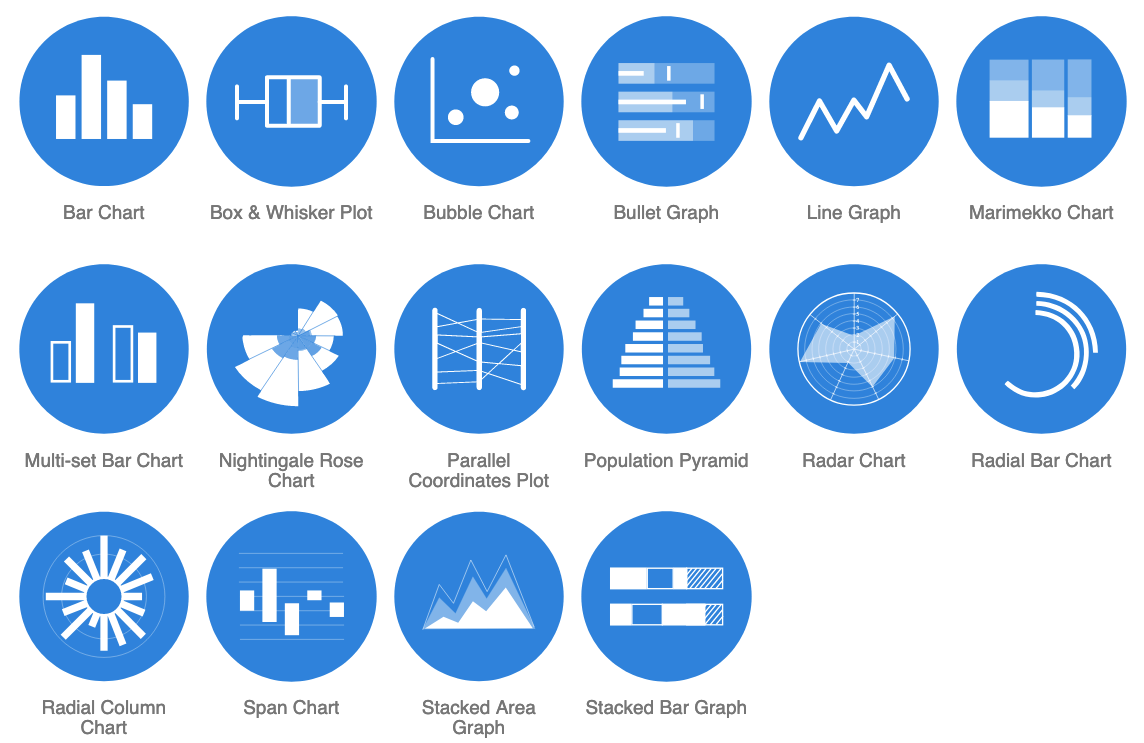 Bar Chart
Box & Whisker Plot
Bubble Chart
Bullet Graph
Line Graph
Marimekko Chart
Multi-set Bar Chart
Nightingale Rose
Chart
Parallel
Coordinates Plot
Population Pyramid
Radar Chart
Radial Bar Chart
Radial Column
Chart
Span Chart
Stacked Area
Graph
Stacked Bar Graph